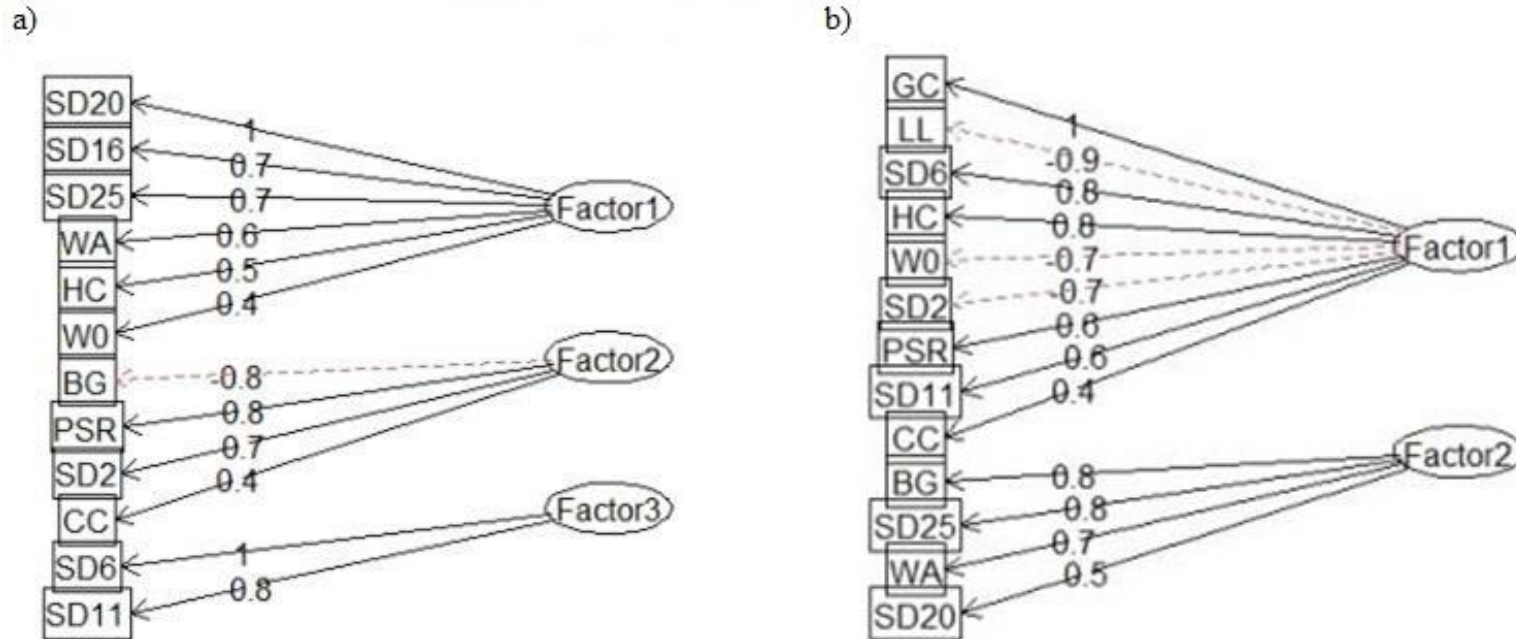 a)
SD20
SD16
SD25
WA
HC
W0
BG
PSR
SD2
CC
SD6
SD11
1
0.7
0.7
0.6
0.5
0.4
-0.8
0.8
0.7
0.4
1
0.8
Factor1
Factor2
Factor3
b)
GC
LL
SD6
HC
W0
SD2
PSR
SD11
CC
BG
SD25
WA
SD20
1
-0.9
0.8
0.8
-0.7
-0.7
0.6
0.6
0.4
0.8
0.8
0.7
0.5
Factor1
Factor2